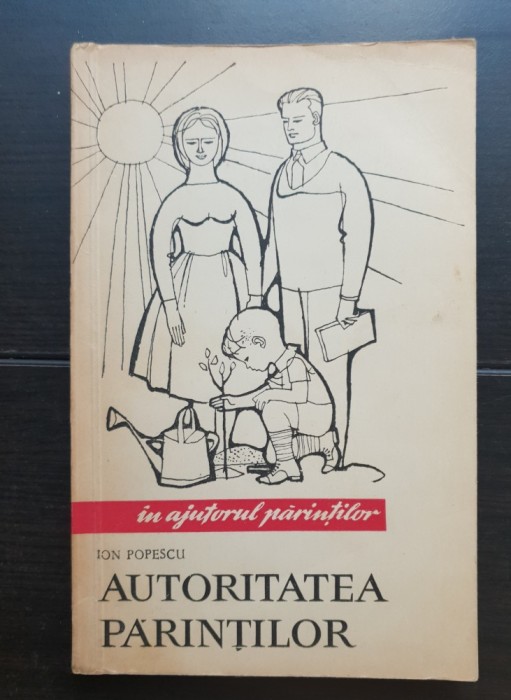 în ajutorul părinților
ION POPESCU
AUTORITATEA
PĂRINȚILOR